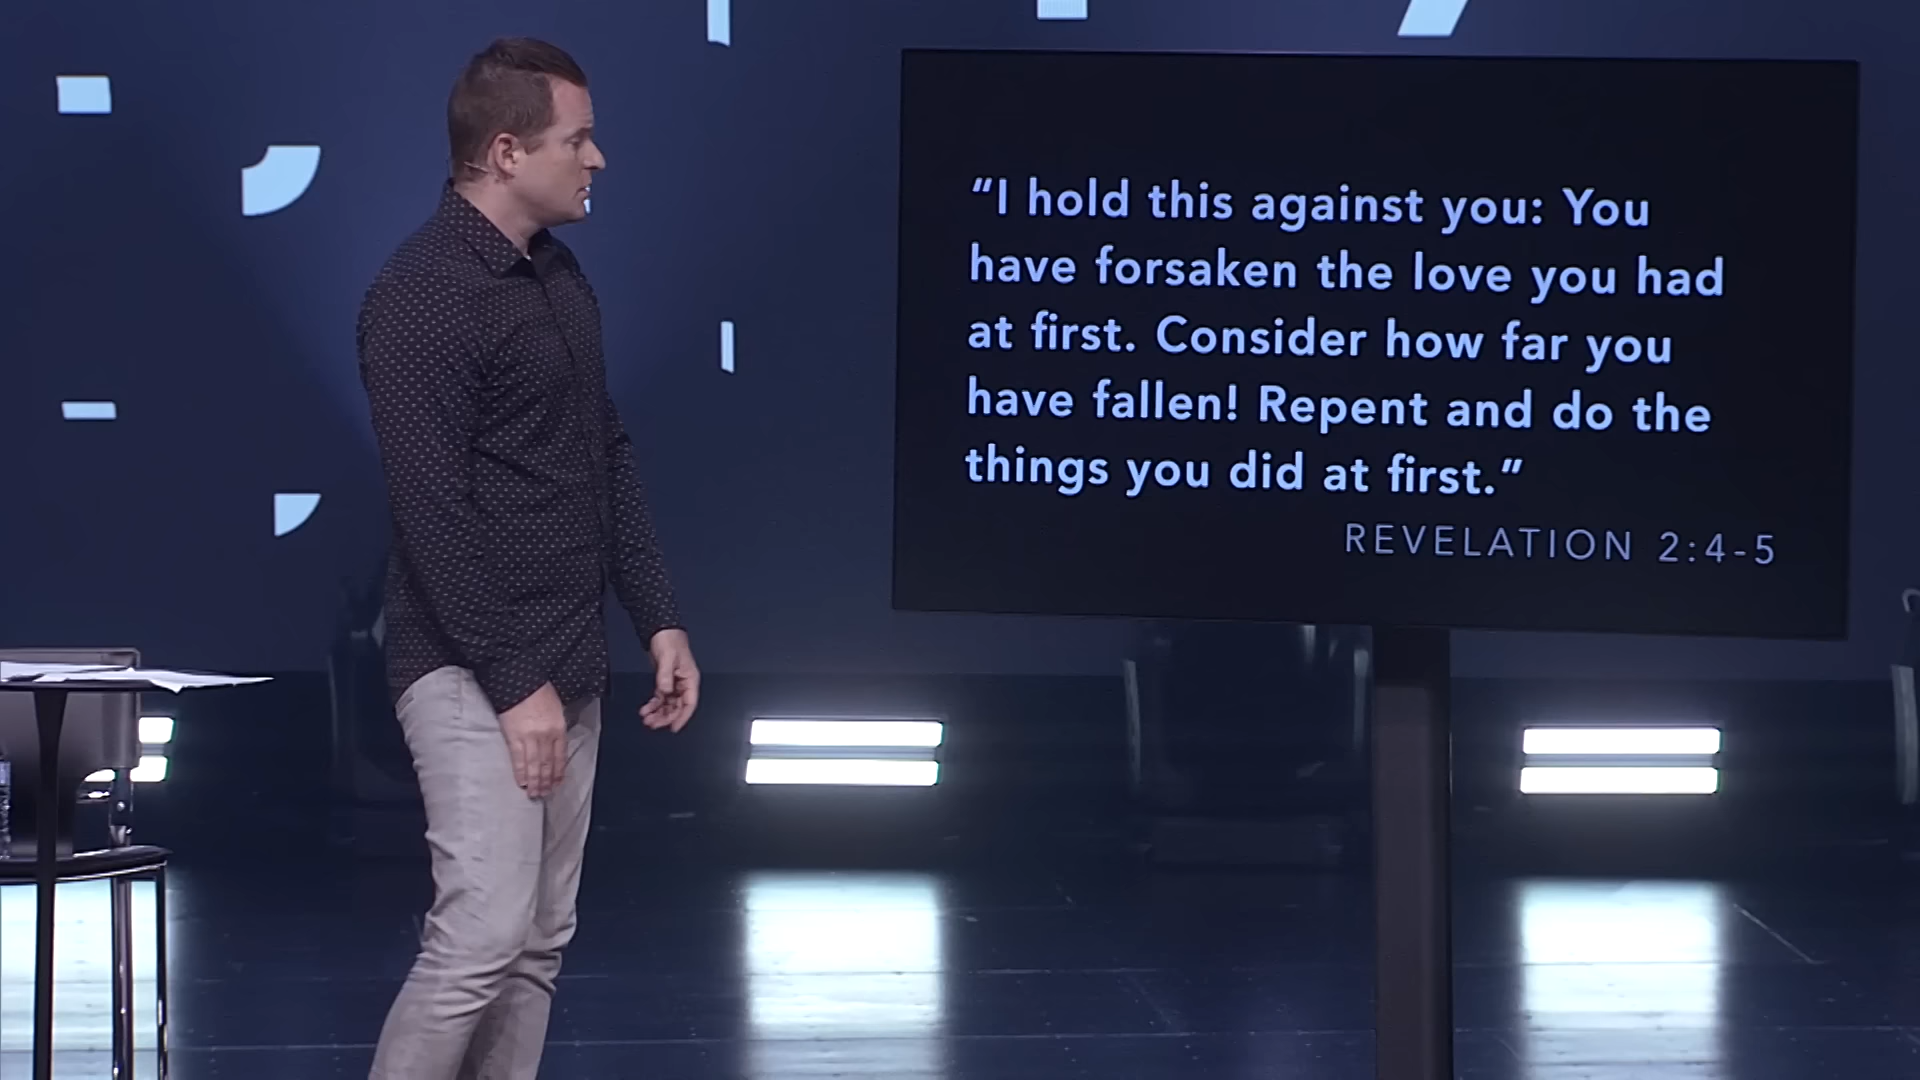 “I hold this against you: You
have forsaken the love you had
at first. Consider how far you
have fallen! Repent and do the
things you did at first.”
REVELATION 2:4-5